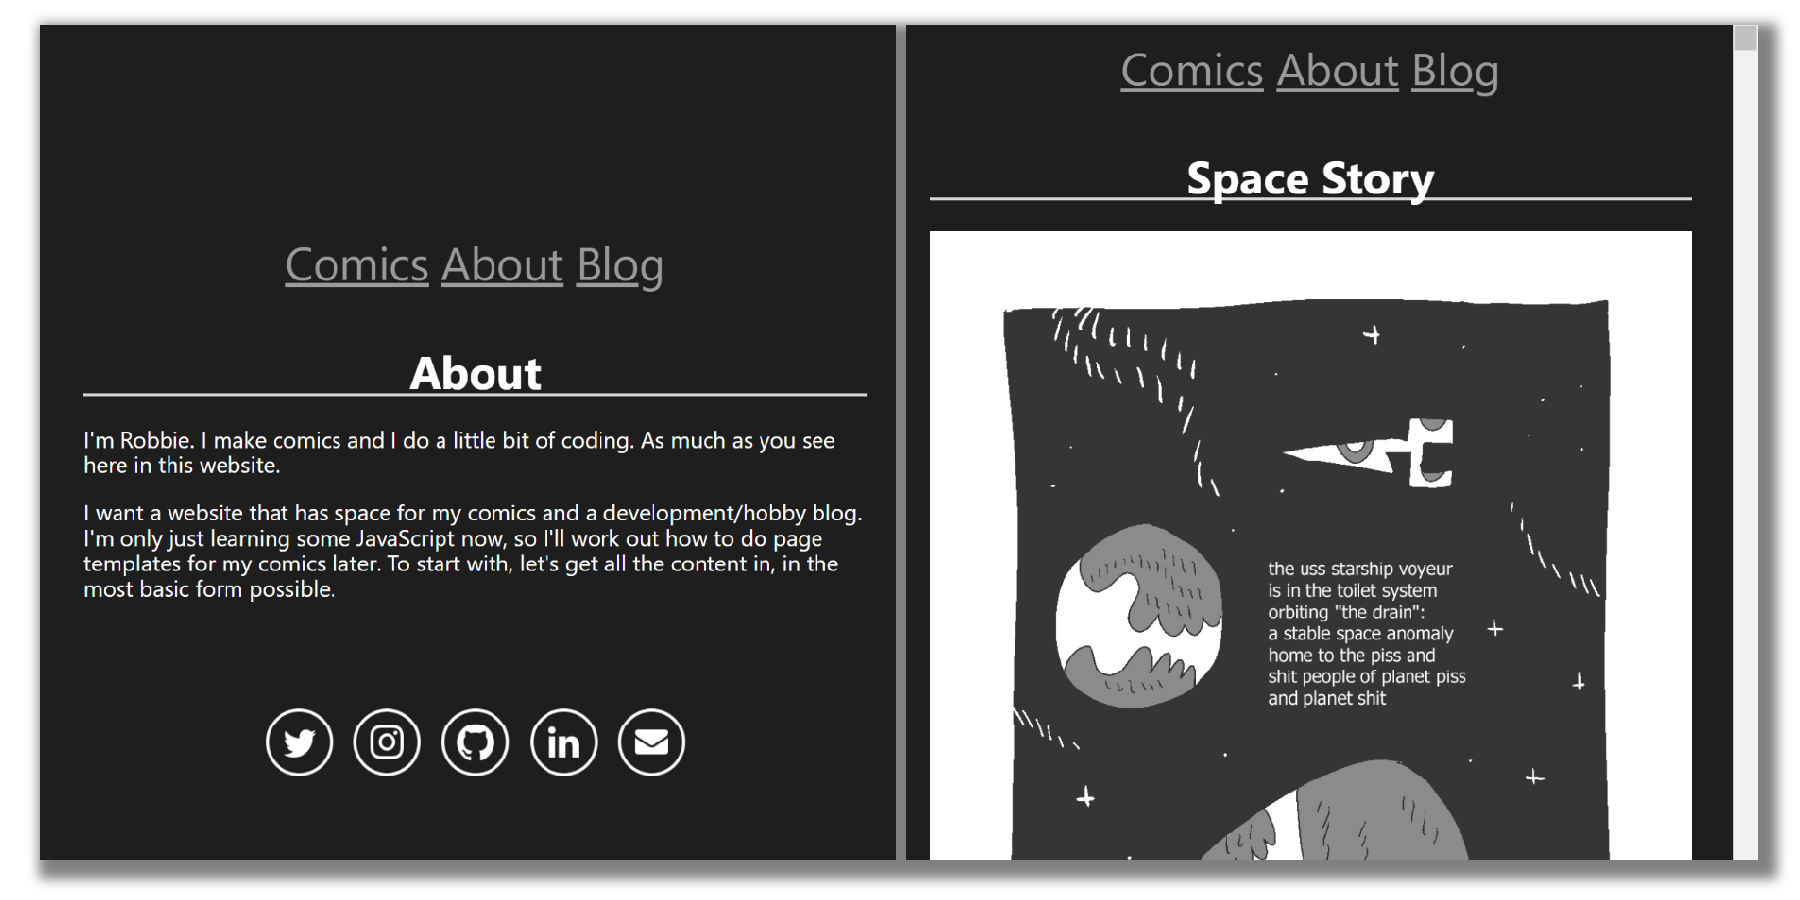 Comics About Blog
About
I'm Robbie. I make comics and I do a little bit of coding. As much as you see
here in this website.
I want a website that has space for my comics and a development/hobby blog.
I'm only just learning some JavaScript now, so I'll work out how to do page
templates for my comics later. To start with, let's get all the content in, in the
most basic form possible.
in
Comics About Blog
Space Story
the uss starship voyeur
is in the toilet system
orbiting "the drain":
a stable space anomaly
home to the piss and
shit people of planet piss
and planet shit